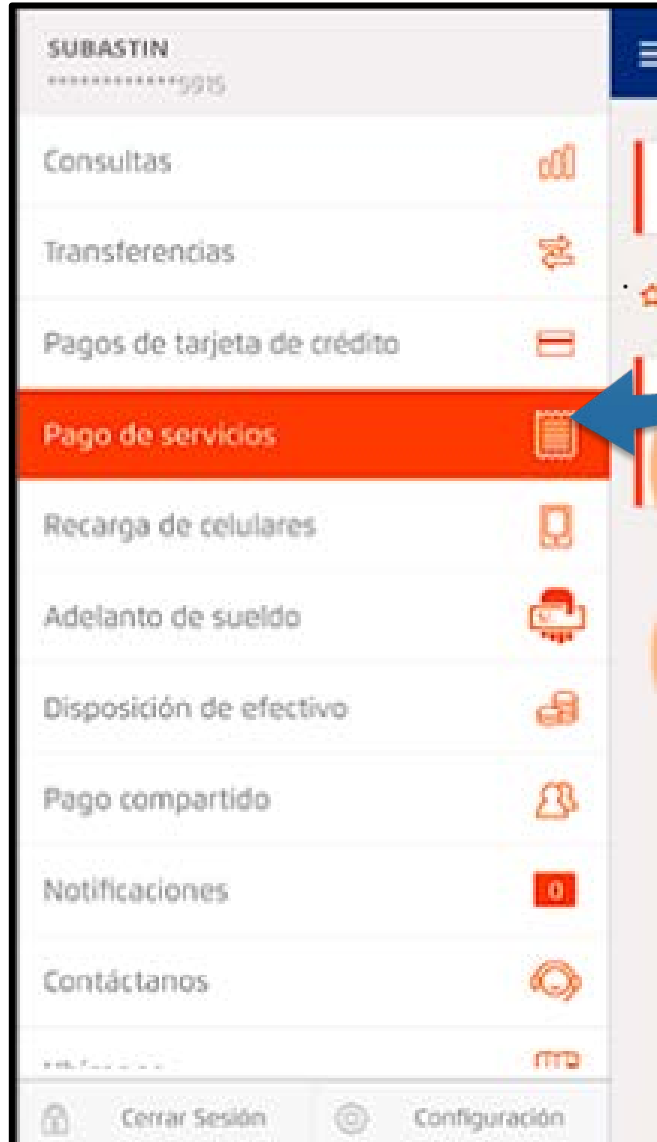 SUBASTIN
*************9915
Consultas
Transferencias
Pagos de tarjeta de crédito
Pago de servicios
Recarga de celulares
Adelanto de sueldo
Disposición de efectivo
Pago compartido
Notificaciones
0
Contáctanos
Cerrar Sesión
Configuración